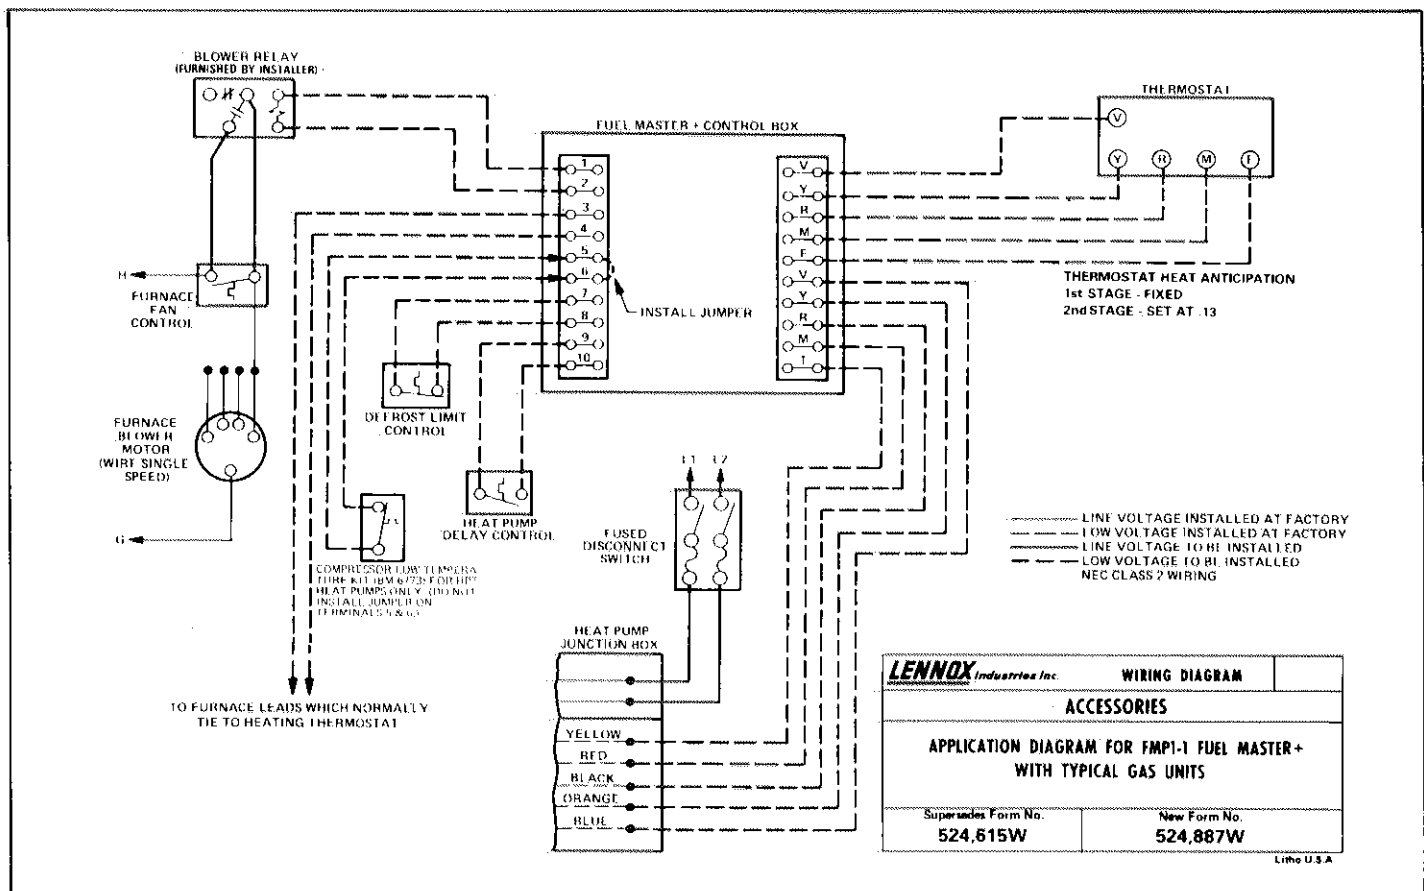 BLOWER RELAY
(FURNISHED BY INSTALLER)
FUEL MASTER + CONTROL BOX
THERMOSTAT
V
Y R M F
1
2
3
4
5
6
7
8
9
10
V
Y
R
M
F
V
Y
R
M
T
INSTALL JUMPER
THERMOSTAT HEAT ANTICIPATION
1st STAGE - FIXED
2nd STAGE - SET AT .13
H
FURNACE
FAN
CONTROL
DEFROST LIMIT
CONTROL
FURNACE
BLOWER
MOTOR
(WIRE SINGLE
SPEED)
G
HEAT PUMP
DELAY CONTROL
L1 L2
FUSED
DISCONNECT
SWITCH
COMPRESSOR LOW TEMPERA
TURE KIT (BM 6773) FOR HP7
HEAT PUMPS ONLY. (DO NOT
INSTALL JUMPER ON
TERMINALS 5 & 6)
LINE VOLTAGE INSTALLED AT FACTORY
LOW VOLTAGE INSTALLED AT FACTORY
LINE VOLTAGE TO BE INSTALLED
LOW VOLTAGE TO BE INSTALLED
NEC CLASS 2 WIRING
TO FURNACE LEADS WHICH NORMALLY
TIE TO HEATING THERMOSTAT
HEAT PUMP
JUNCTION BOX
YELLOW
RED
BLACK
ORANGE
BLUE
LENNOX Industries Inc. WIRING DIAGRAM
ACCESSORIES
APPLICATION DIAGRAM FOR FMP1-1 FUEL MASTER+
WITH TYPICAL GAS UNITS
Supersedes Form No. New Form No.
524,615W 524,887W
Litho U.S.A